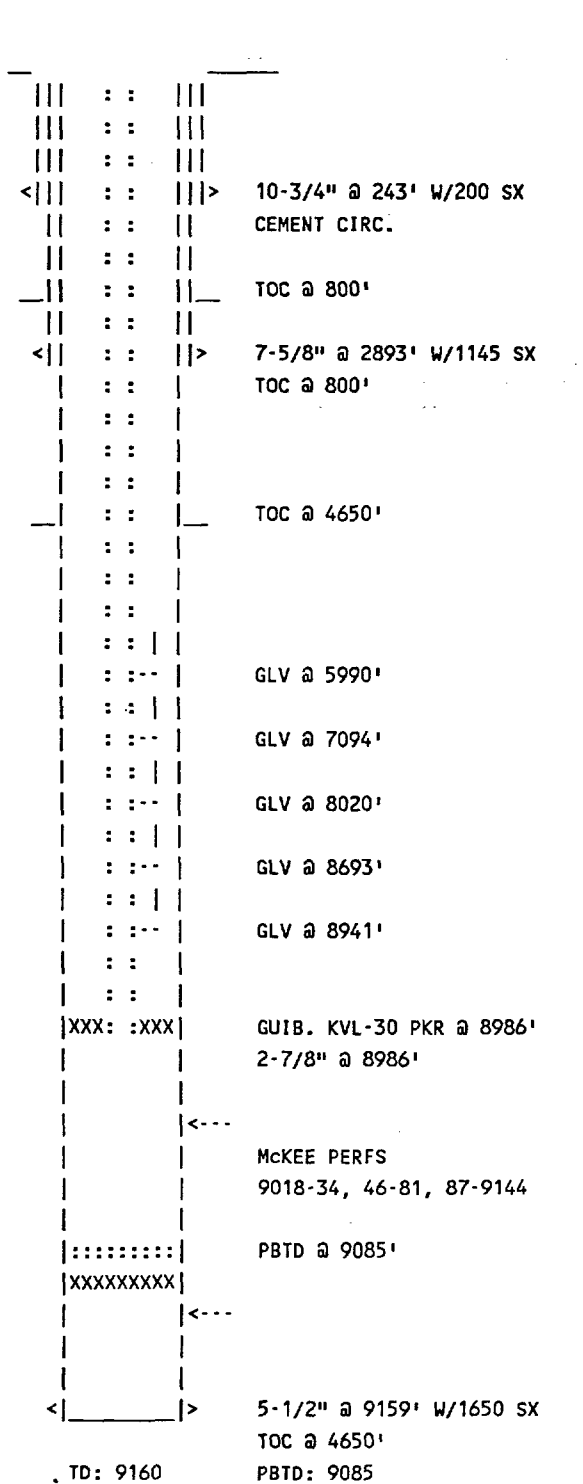 10-3/4" @ 243' W/200 SX
CEMENT CIRC.
TOC @ 800'
7-5/8" @ 2893' W/1145 SX
TOC @ 800'
TOC @ 4650'
GLV @ 5990'
GLV @ 7094'
GLV @ 8020'
GLV @ 8693'
GLV @ 8941'
XXX: :XXX GUIB. KVL-30 PKR @ 8986'
2-7/8" @ 8986'
McKEE PERFS
9018-34, 46-81, 87-9144
PBTD @ 9085'
XXXXXXXXX
5-1/2" @ 9159' W/1650 SX
TOC @ 4650'
TD: 9160 PBTD: 9085